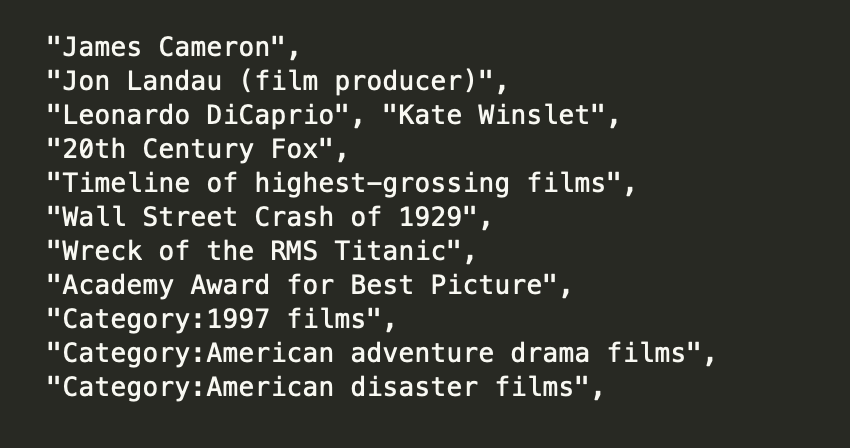 "James Cameron",
"Jon Landau (film producer)",
"Leonardo DiCaprio", "Kate Winslet",
"20th Century Fox",
"Timeline of highest-grossing films",
"Wall Street Crash of 1929",
"Wreck of the RMS Titanic",
"Academy Award for Best Picture",
"Category:1997 films",
"Category:American adventure drama films",
"Category:American disaster films",